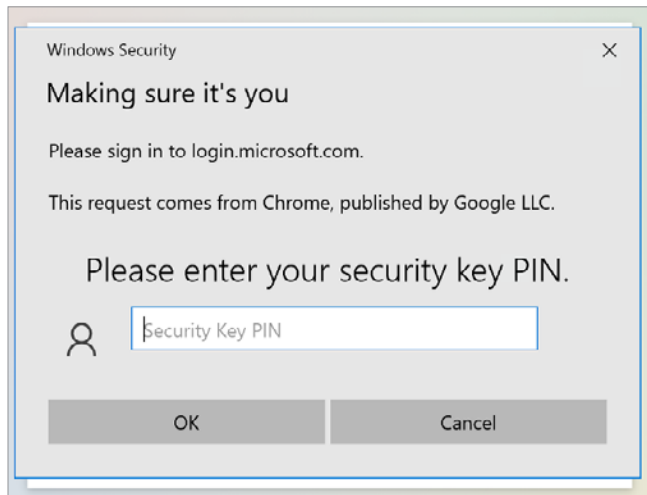 Windows Security
Making sure it's you
Please sign in to login.microsoft.com.
This request comes from Chrome, published by Google LLC.
Please enter your security key PIN.
Security Key PIN
OK
Cancel